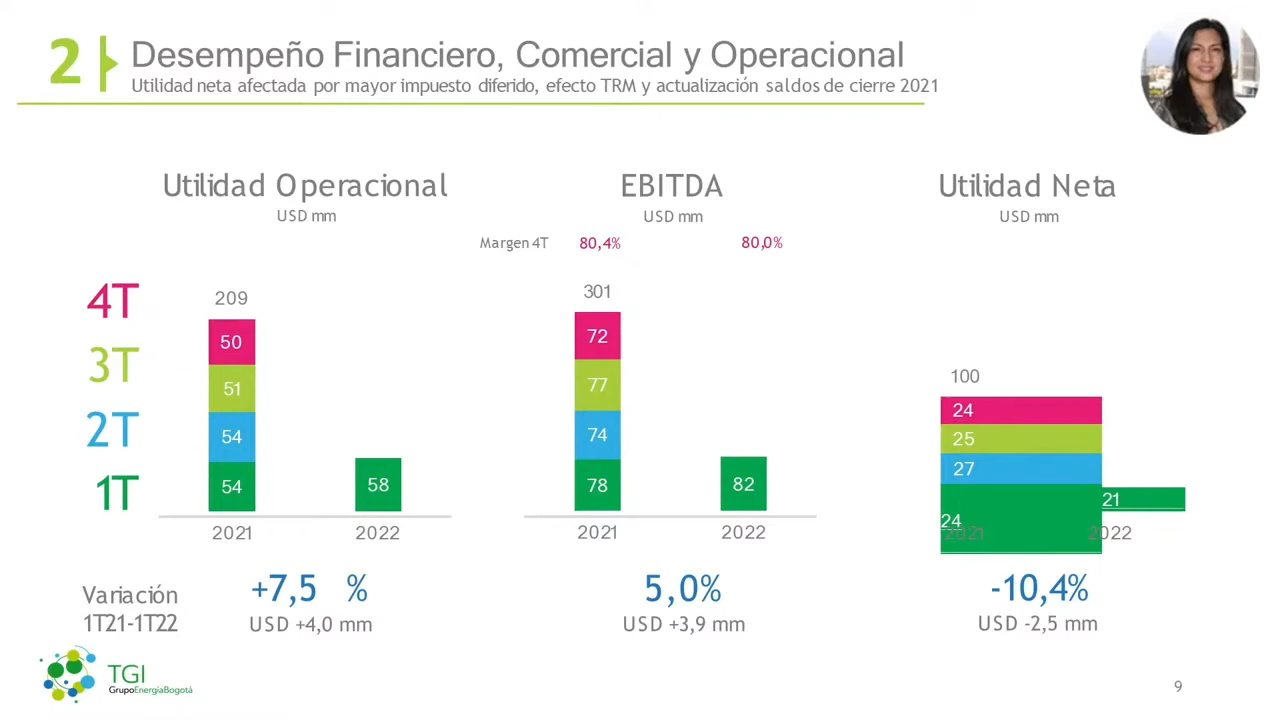 2
Desempeño Financiero, Comercial y Operacional
Utilidad neta afectada por mayor impuesto diferido, efecto TRM y actualización saldos de cierre 2021
Utilidad Operacional
USD mm
4T
3T
2T
1T
209
50
51
54
54
58
2021
2022
EBITDA
USD mm
Margen 4T
80,4%
80,0%
301
72
77
74
78
82
2021
2022
Utilidad Neta
USD mm
100
24
25
27
24
21
2021
2022
Variación
1T21-1T22
+7,5 %
USD +4,0 mm
5,0%
USD +3,9 mm
-10,4%
USD -2,5 mm
TGI
GrupoEnergíaBogotá
9